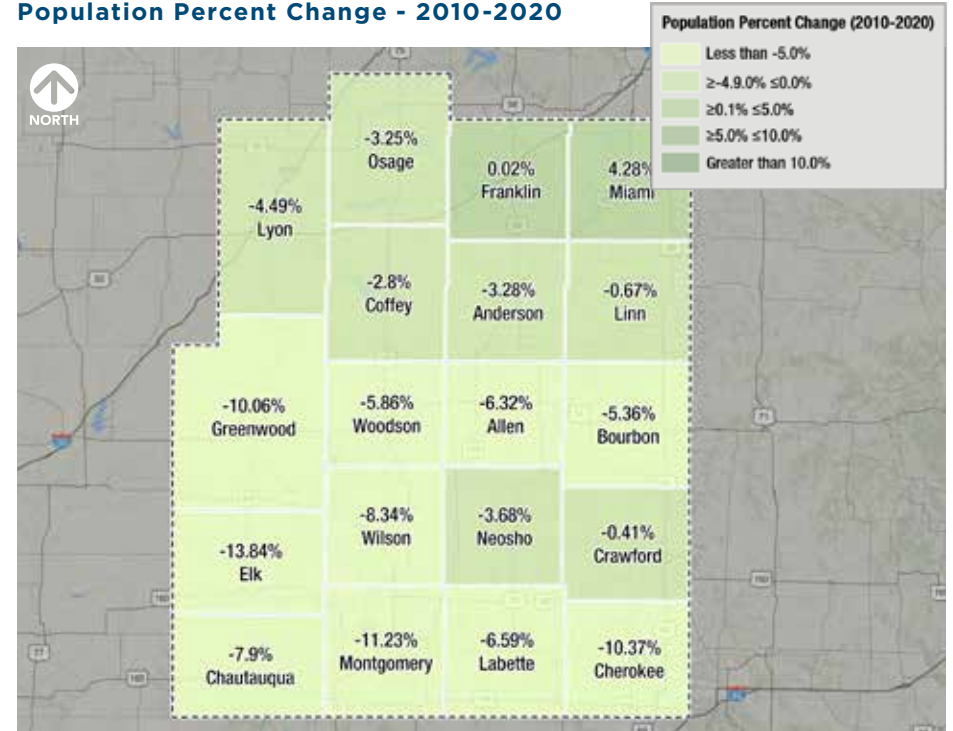 Population Percent Change - 2010-2020
Population Percent Change (2010-2020)
Less than -5.0%
≥-4.9.0% ≤0.0%
≥0.1% ≤5.0%
≥5.0% ≤10.0%
Greater than 10.0%
NORTH
-3.25%
Osage
0.02%
Franklin
4.28%
Miami
-4.49%
Lyon
-2.8%
Coffey
-3.28%
Anderson
-0.67%
Linn
-10.06%
Greenwood
-5.86%
Woodson
-6.32%
Allen
-5.36%
Bourbon
-8.34%
Wilson
-3.68%
Neosho
-0.41%
Crawford
-13.84%
Elk
-7.9%
Chautauqua
-11.23%
Montgomery
-6.59%
Labette
-10.37%
Cherokee
71
77